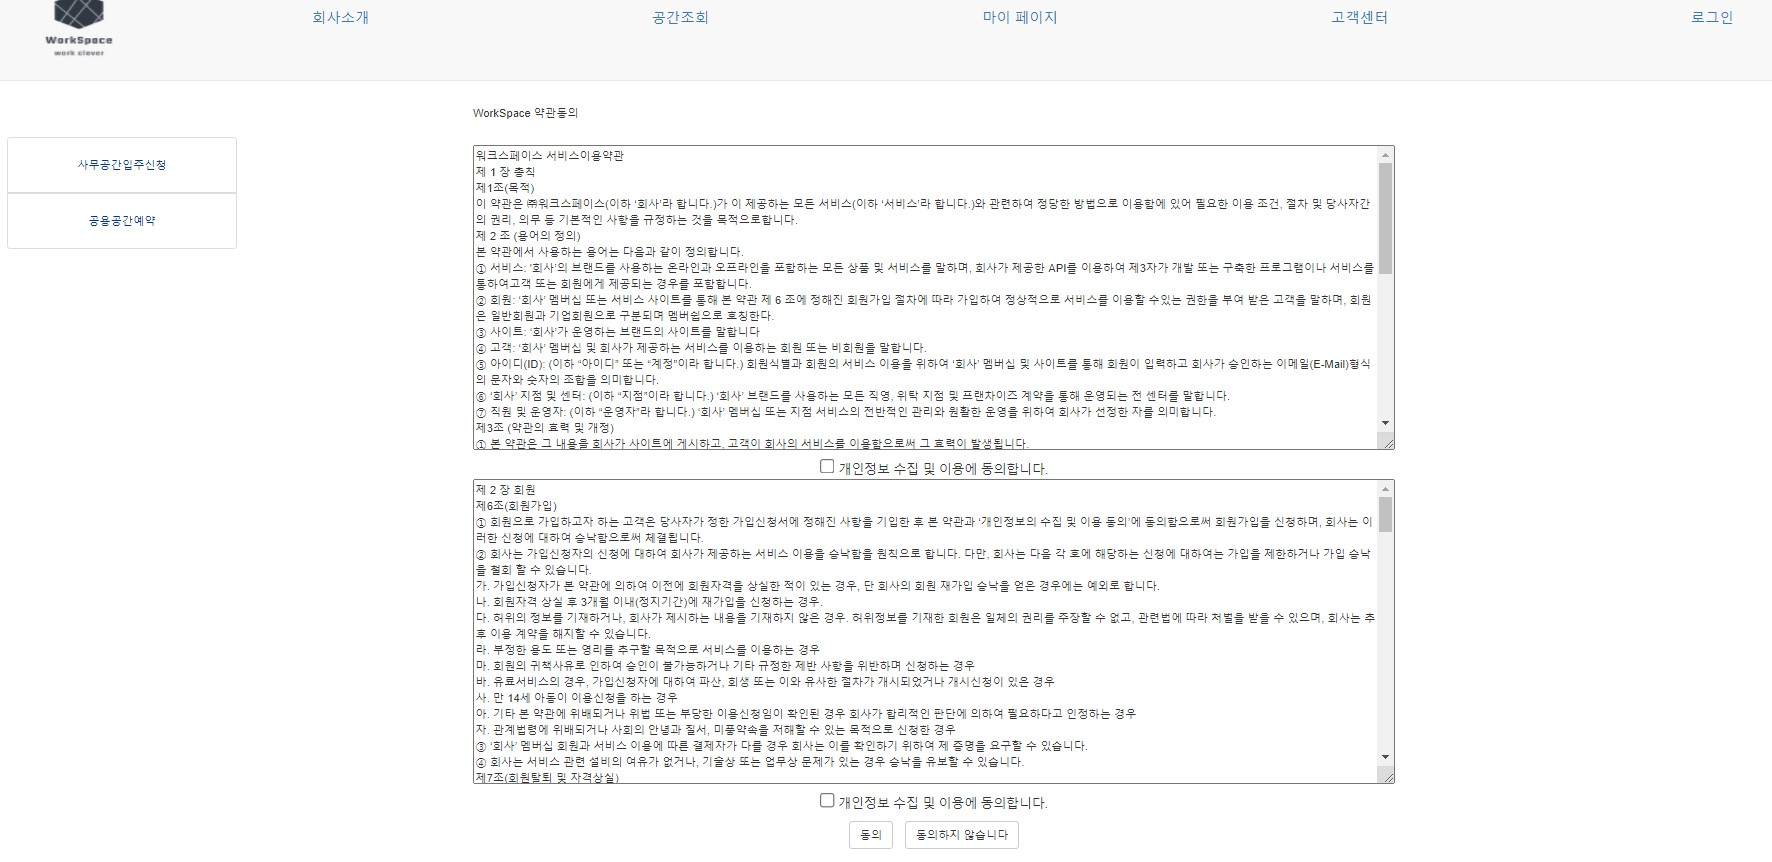 WorkSpace
work clever
회사소개
공간조회
마이 페이지
고객센터
로그인
WorkSpace 약관동의
사무공간입주신청
공용공간예약
워크스페이스 서비스이용약관
제 1 장 총칙
제1조(목적)
이 약관은 ㈜워크스페이스(이하 ‘회사’라 합니다.)가 이 제공하는 모든 서비스(이하 ‘서비스’라 합니다.)와 관련하여 정당한 방법으로 이용함에 있어 필요한 이용 조건, 절차 및 당사자간
의 권리, 의무 등 기본적인 사항을 규정하는 것을 목적으로합니다.
제 2 조 (용어의 정의)
본 약관에서 사용하는 용어는 다음과 같이 정의합니다.
① 서비스: ‘회사’의 브랜드를 사용하는 온라인과 오프라인을 포함하는 모든 상품 및 서비스를 말하며, 회사가 제공한 API를 이용하여 제3자가 개발 또는 구축한 프로그램이나 서비스를
통하여고객 또는 회원에게 제공되는 경우를 포함합니다.
② 회원: ‘회사’ 멤버십 또는 서비스 사이트를 통해 본 약관 제 6 조에 정해진 회원가입 절차에 따라 가입하여 정상적으로 서비스를 이용할 수있는 권한을 부여 받은 고객을 말하며, 회원
은 일반회원과 기업회원으로 구분되며 멤버쉽으로 호칭한다.
③ 사이트: ‘회사’가 운영하는 브랜드의 사이트를 말합니다
④ 고객: ‘회사’ 멤버십 및 회사가 제공하는 서비스를 이용하는 회원 또는 비회원을 말합니다.
⑤ 아이디(ID): (이하 “아이디” 또는 “계정”이라 합니다.) 회원식별과 회원의 서비스 이용을 위하여 ‘회사’ 멤버십 및 사이트를 통해 회원이 입력하고 회사가 승인하는 이메일(E-Mail)형식
의 문자와 숫자의 조합을 의미합니다.
⑥ ‘회사’ 지점 및 센터: (이하 “지점”이라 합니다.) ‘회사’ 브랜드를 사용하는 모든 직영, 위탁 지점 및 프랜차이즈 계약을 통해 운영되는 전 센터를 말합니다.
⑦ 직원 및 운영자: (이하 “운영자”라 합니다.) ‘회사’ 멤버십 또는 지점 서비스의 전반적인 관리와 원활한 운영을 위하여 회사가 선정한 자를 의미합니다.
제3조 (약관의 효력 및 개정)
① 본 약관은 그 내용을 회사가 사이트에 게시하고, 고객이 회사의 서비스를 이용함으로써 그 효력이 발생됩니다.
개인정보 수집 및 이용에 동의합니다.
제 2 장 회원
제6조(회원가입)
① 회원으로 가입하고자 하는 고객은 당사자가 정한 가입신청서에 정해진 사항을 기입한 후 본 약관과 ‘개인정보의 수집 및 이용 동의’에 동의함으로써 회원가입을 신청하며, 회사는 이
러한 신청에 대하여 승낙함으로써 체결됩니다.
② 회사는 가입신청자의 신청에 대하여 회사가 제공하는 서비스 이용을 승낙함을 원칙으로 합니다. 다만, 회사는 다음 각 후에 해당하는 신청에 대하여는 가입을 제한하거나 가입 승낙
을 철회 할 수 있습니다.
가. 가입신청자가 본 약관에 의하여 이전에 회원자격을 상실한 적이 있는 경우, 단 회사의 회원 재가입 승낙을 얻은 경우에는 예외로 합니다.
나. 회원자격 상실 후 3개월 이내(정지기간)에 재가입을 신청하는 경우.
다. 허위의 정보를 기재하거나, 회사가 제시하는 내용을 기재하지 않은 경우. 허위정보를 기재한 회원은 일체의 권리를 주장할 수 없고, 관련법에 따라 처벌을 받을 수 있으며, 회사는 추
후 이용 계약을 해지할 수 있습니다.
라. 부정한 용도 또는 영리를 추구할 목적으로 서비스를 이용하는 경우
마. 회원의 귀책사유로 인하여 승인이 불가능하거나 기타 규정한 제반 사항을 위반하며 신청하는 경우
바. 유료서비스의 경우, 가입신청자에 대하여 파산, 회생 또는 이와 유사한 절차가 개시되었거나 개시신청이 있은 경우
사. 만 14세 아동이 이용신청을 하는 경우
아. 기타 본 약관에 위배되거나 위법 또는 부당한 이용신청임이 확인된 경우 회사가 합리적인 판단에 의하여 필요하다고 인정하는 경우
자. 관계법령에 위배되거나 사회의 안녕과 질서, 미풍약속을 저해할 수 있는 목적으로 신청한 경우
③ ‘회사’ 멤버십 회원과 서비스 이용에 따른 결제자가 다를 경우 회사는 이를 확인하기 위하여 제 증명을 요구할 수 있습니다.
④ 회사는 서비스 관련 설비의 여유가 없거나, 기술상 또는 업무상 문제가 있는 경우 승낙을 유보할 수 있습니다.
제7조(회원탈퇴 및 자격상실)
개인정보 수집 및 이용에 동의합니다.
동의
동의하지 않습니다